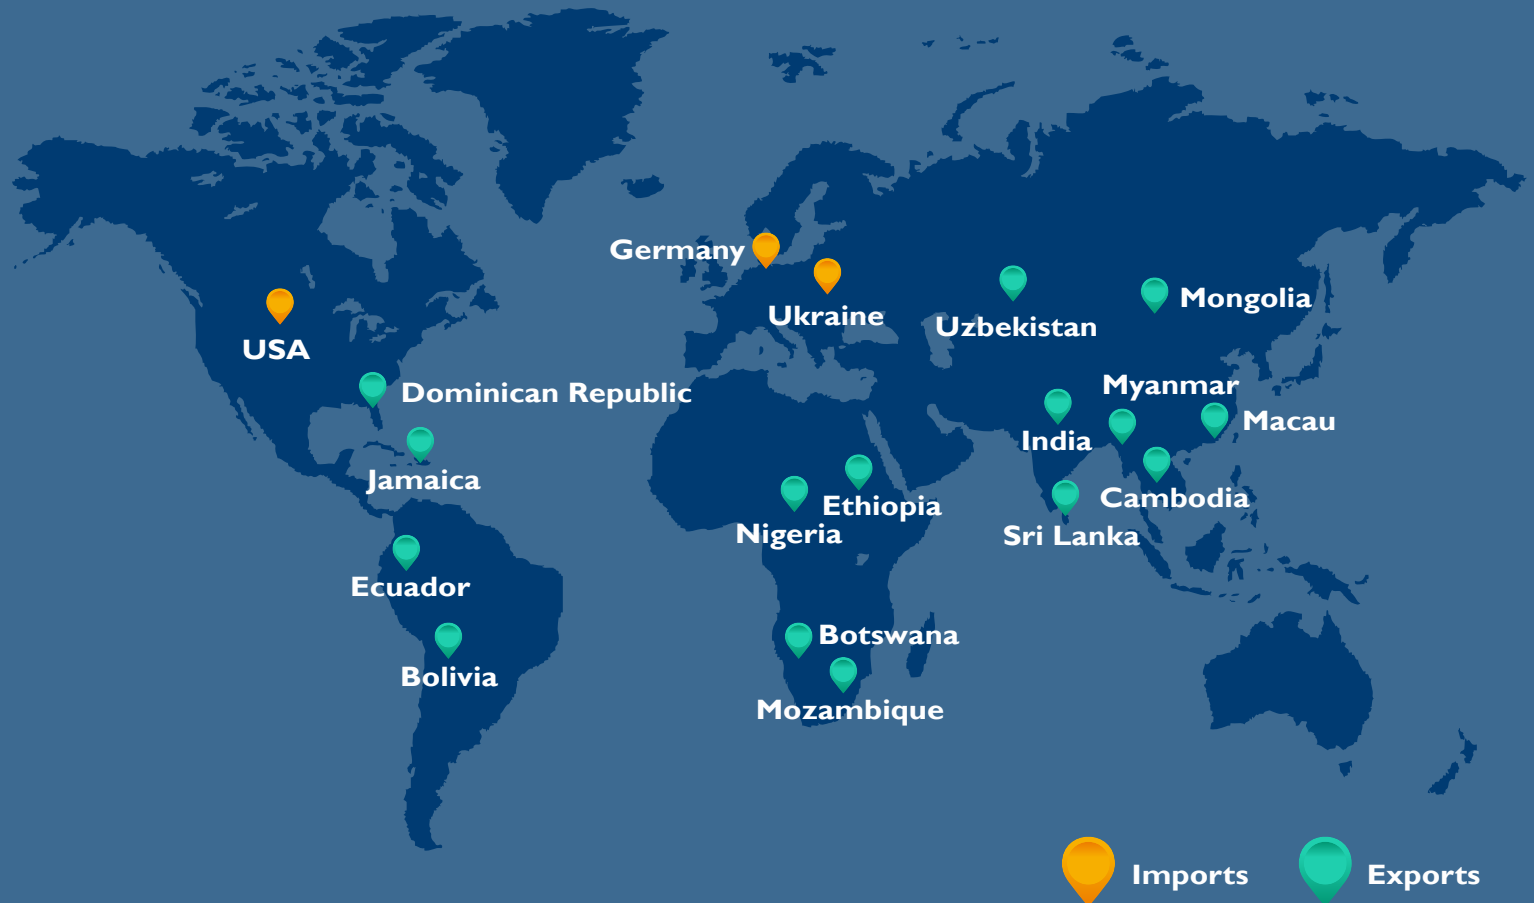 Germany
Ukraine
Uzbekistan
Mongolia
USA
Dominican Republic
Myanmar
Macau
India
Jamaica
Cambodia
Ethiopia
Nigeria
Sri Lanka
Ecuador
Botswana
Bolivia
Mozambique
Imports
Exports